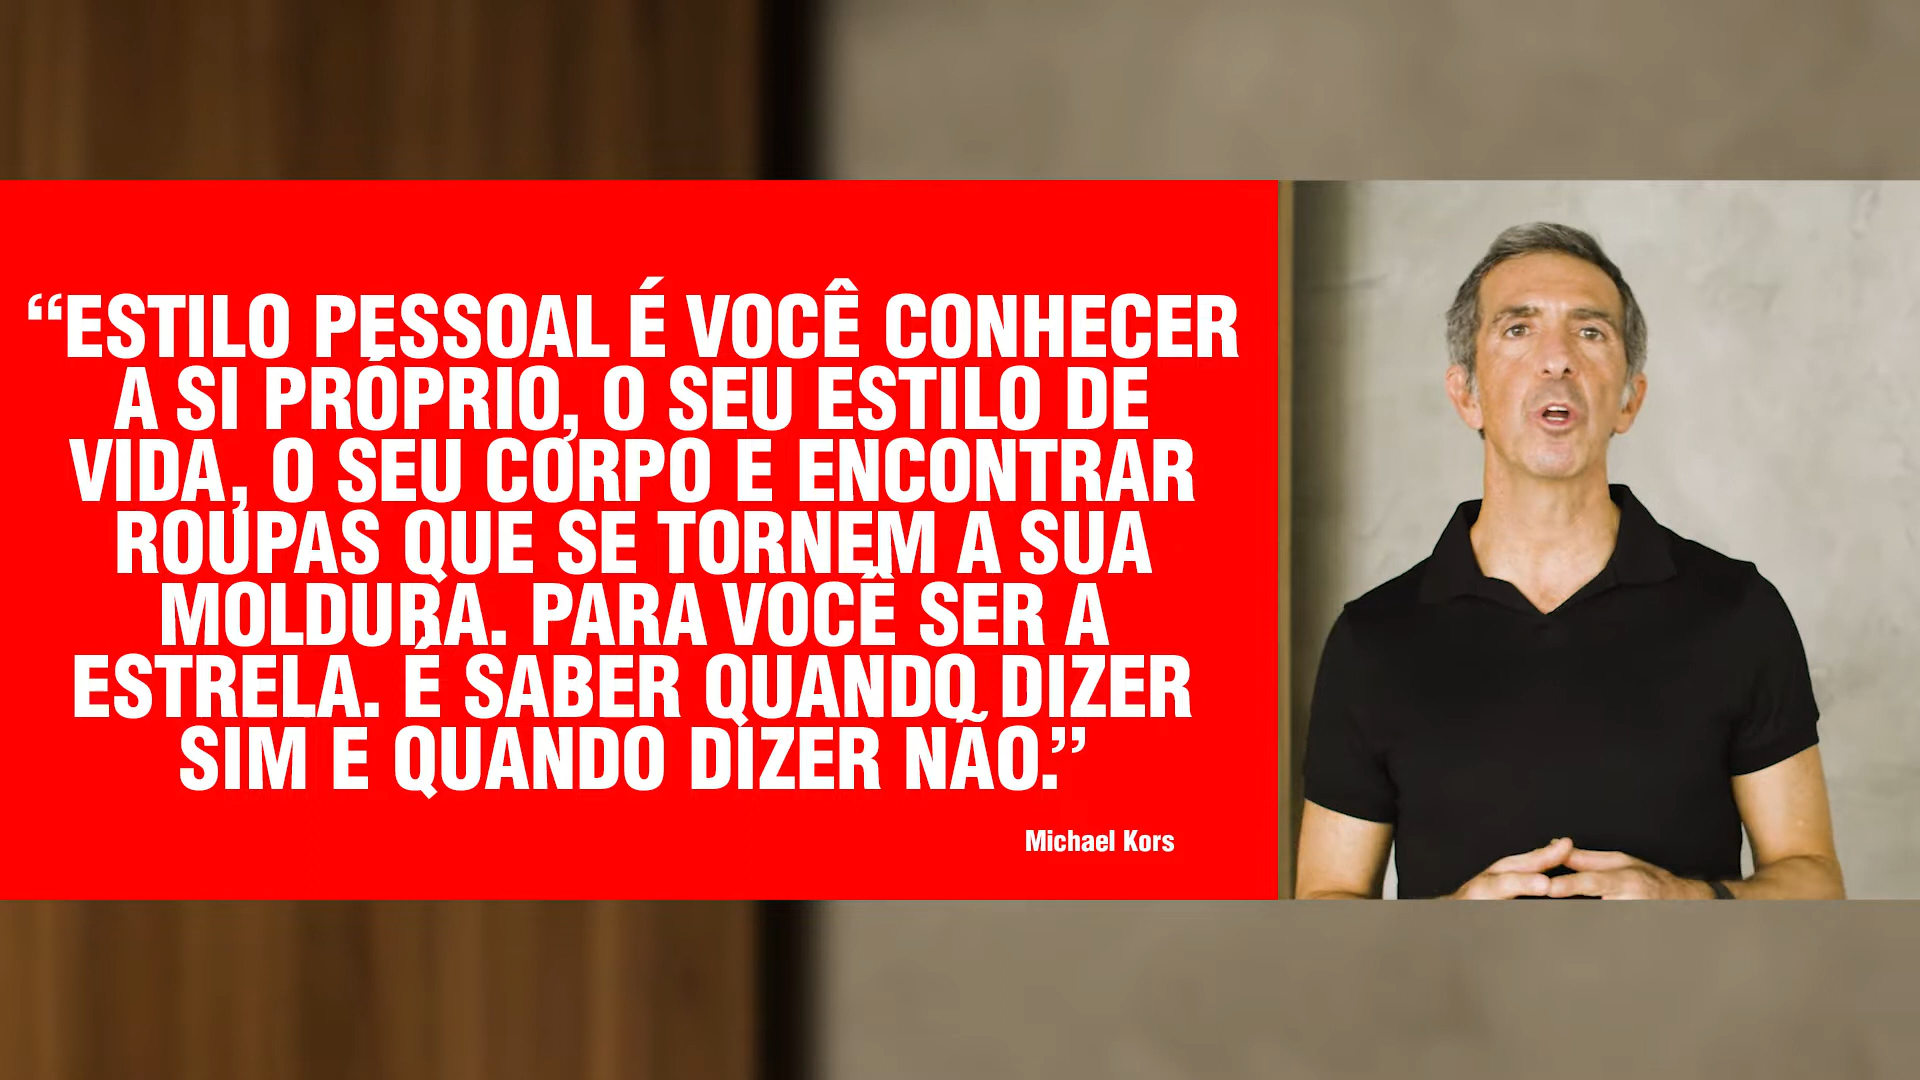 “ESTILO PESSOAL É VOCÊ CONHECER
A SI PRÓPRIO, O SEU ESTILO DE
VIDA, O SEU CORPO E ENCONTRAR
ROUPAS QUE SE TORNEM A SUA
MOLDURA. PARA VOCÊ SER A
ESTRELA. É SABER QUANDO DIZER
SIM E QUANDO DIZER NÃO.”
Michael Kors